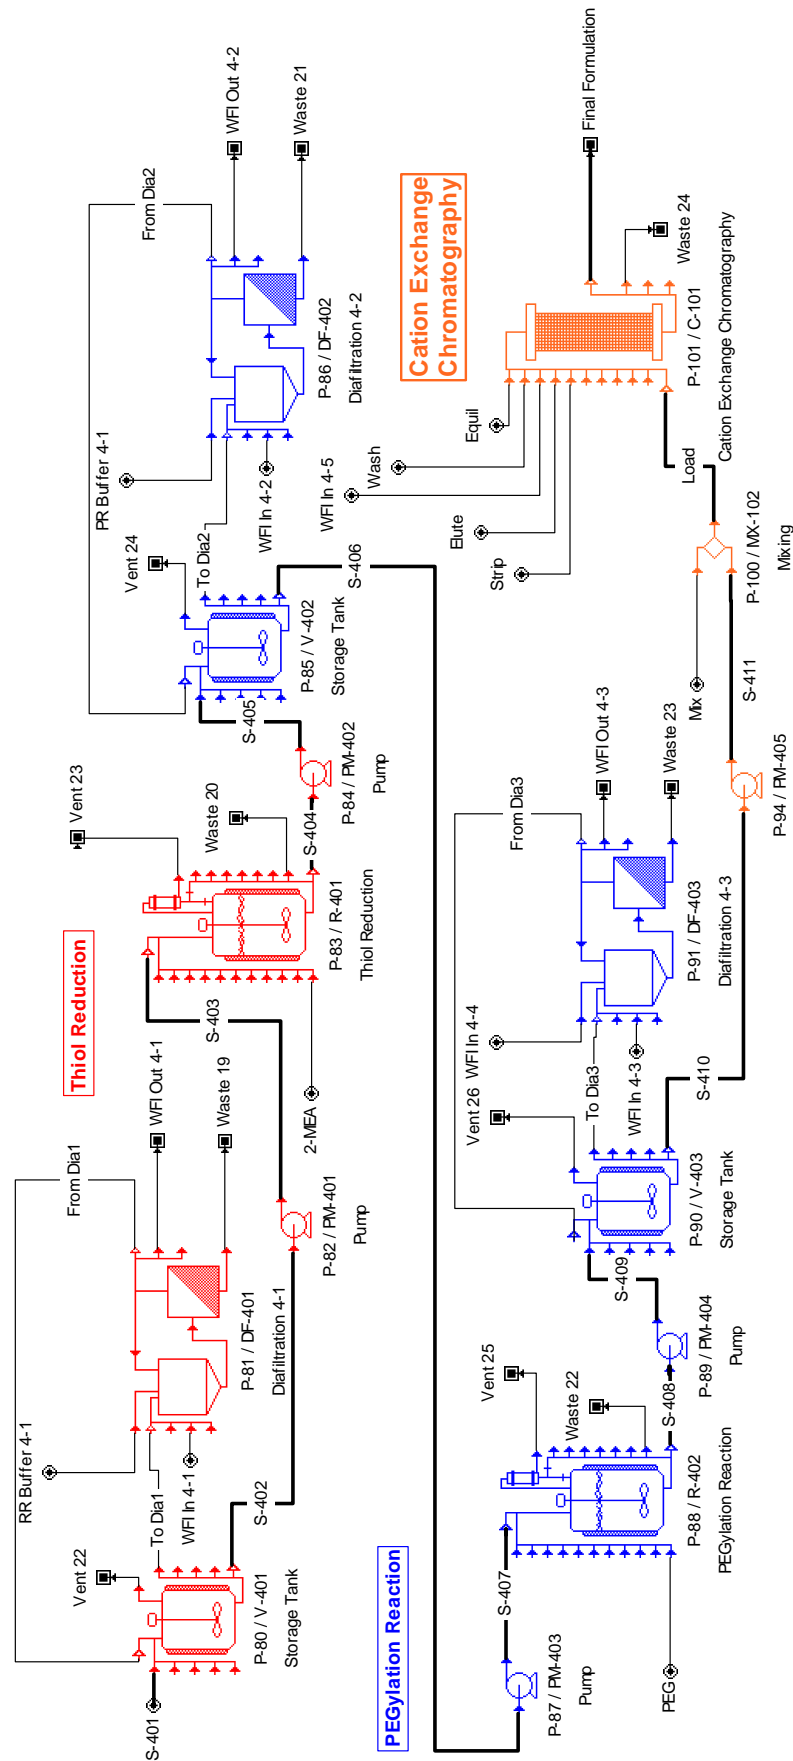 Thiol Reduction
S-401
Vent 22
P-80 / V-401
Storage Tank
RR Buffer 4-1
To Dia1
WFI In 4-1
S-402
From Dia1
P-81 / DF-401
Diafiltration 4-1
WFI Out 4-1
Waste 19
P-82 / PM-401
Pump
S-403
2-MEA
Vent 23
Waste 20
P-83 / R-401
Thiol Reduction
S-404
P-84 / PM-402
Pump
S-405
Vent 24
P-85 / V-402
Storage Tank
To Dia2
S-406
PR Buffer 4-1
WFI In 4-2
From Dia2
P-86 / DF-402
Diafiltration 4-2
WFI Out 4-2
Waste 21
PEGylation Reaction
P-87 / PM-403
Pump
S-407
PEG
Vent 25
Waste 22
P-88 / R-402
PEGylation Reaction
S-408
P-89 / PM-404
Pump
S-409
Vent 26
P-90 / V-403
Storage Tank
To Dia3
S-410
WFI In 4-4
WFI In 4-3
From Dia3
P-91 / DF-403
Diafiltration 4-3
WFI Out 4-3
Waste 23
P-94 / PM-405
S-411
Mix
P-100 / MX-102
Mixing
Load
Cation Exchange
Chromatography
Equil
Wash
WFI In 4-5
Elute
Strip
P-101 / C-101
Cation Exchange Chromatography
Waste 24
Final Formulation